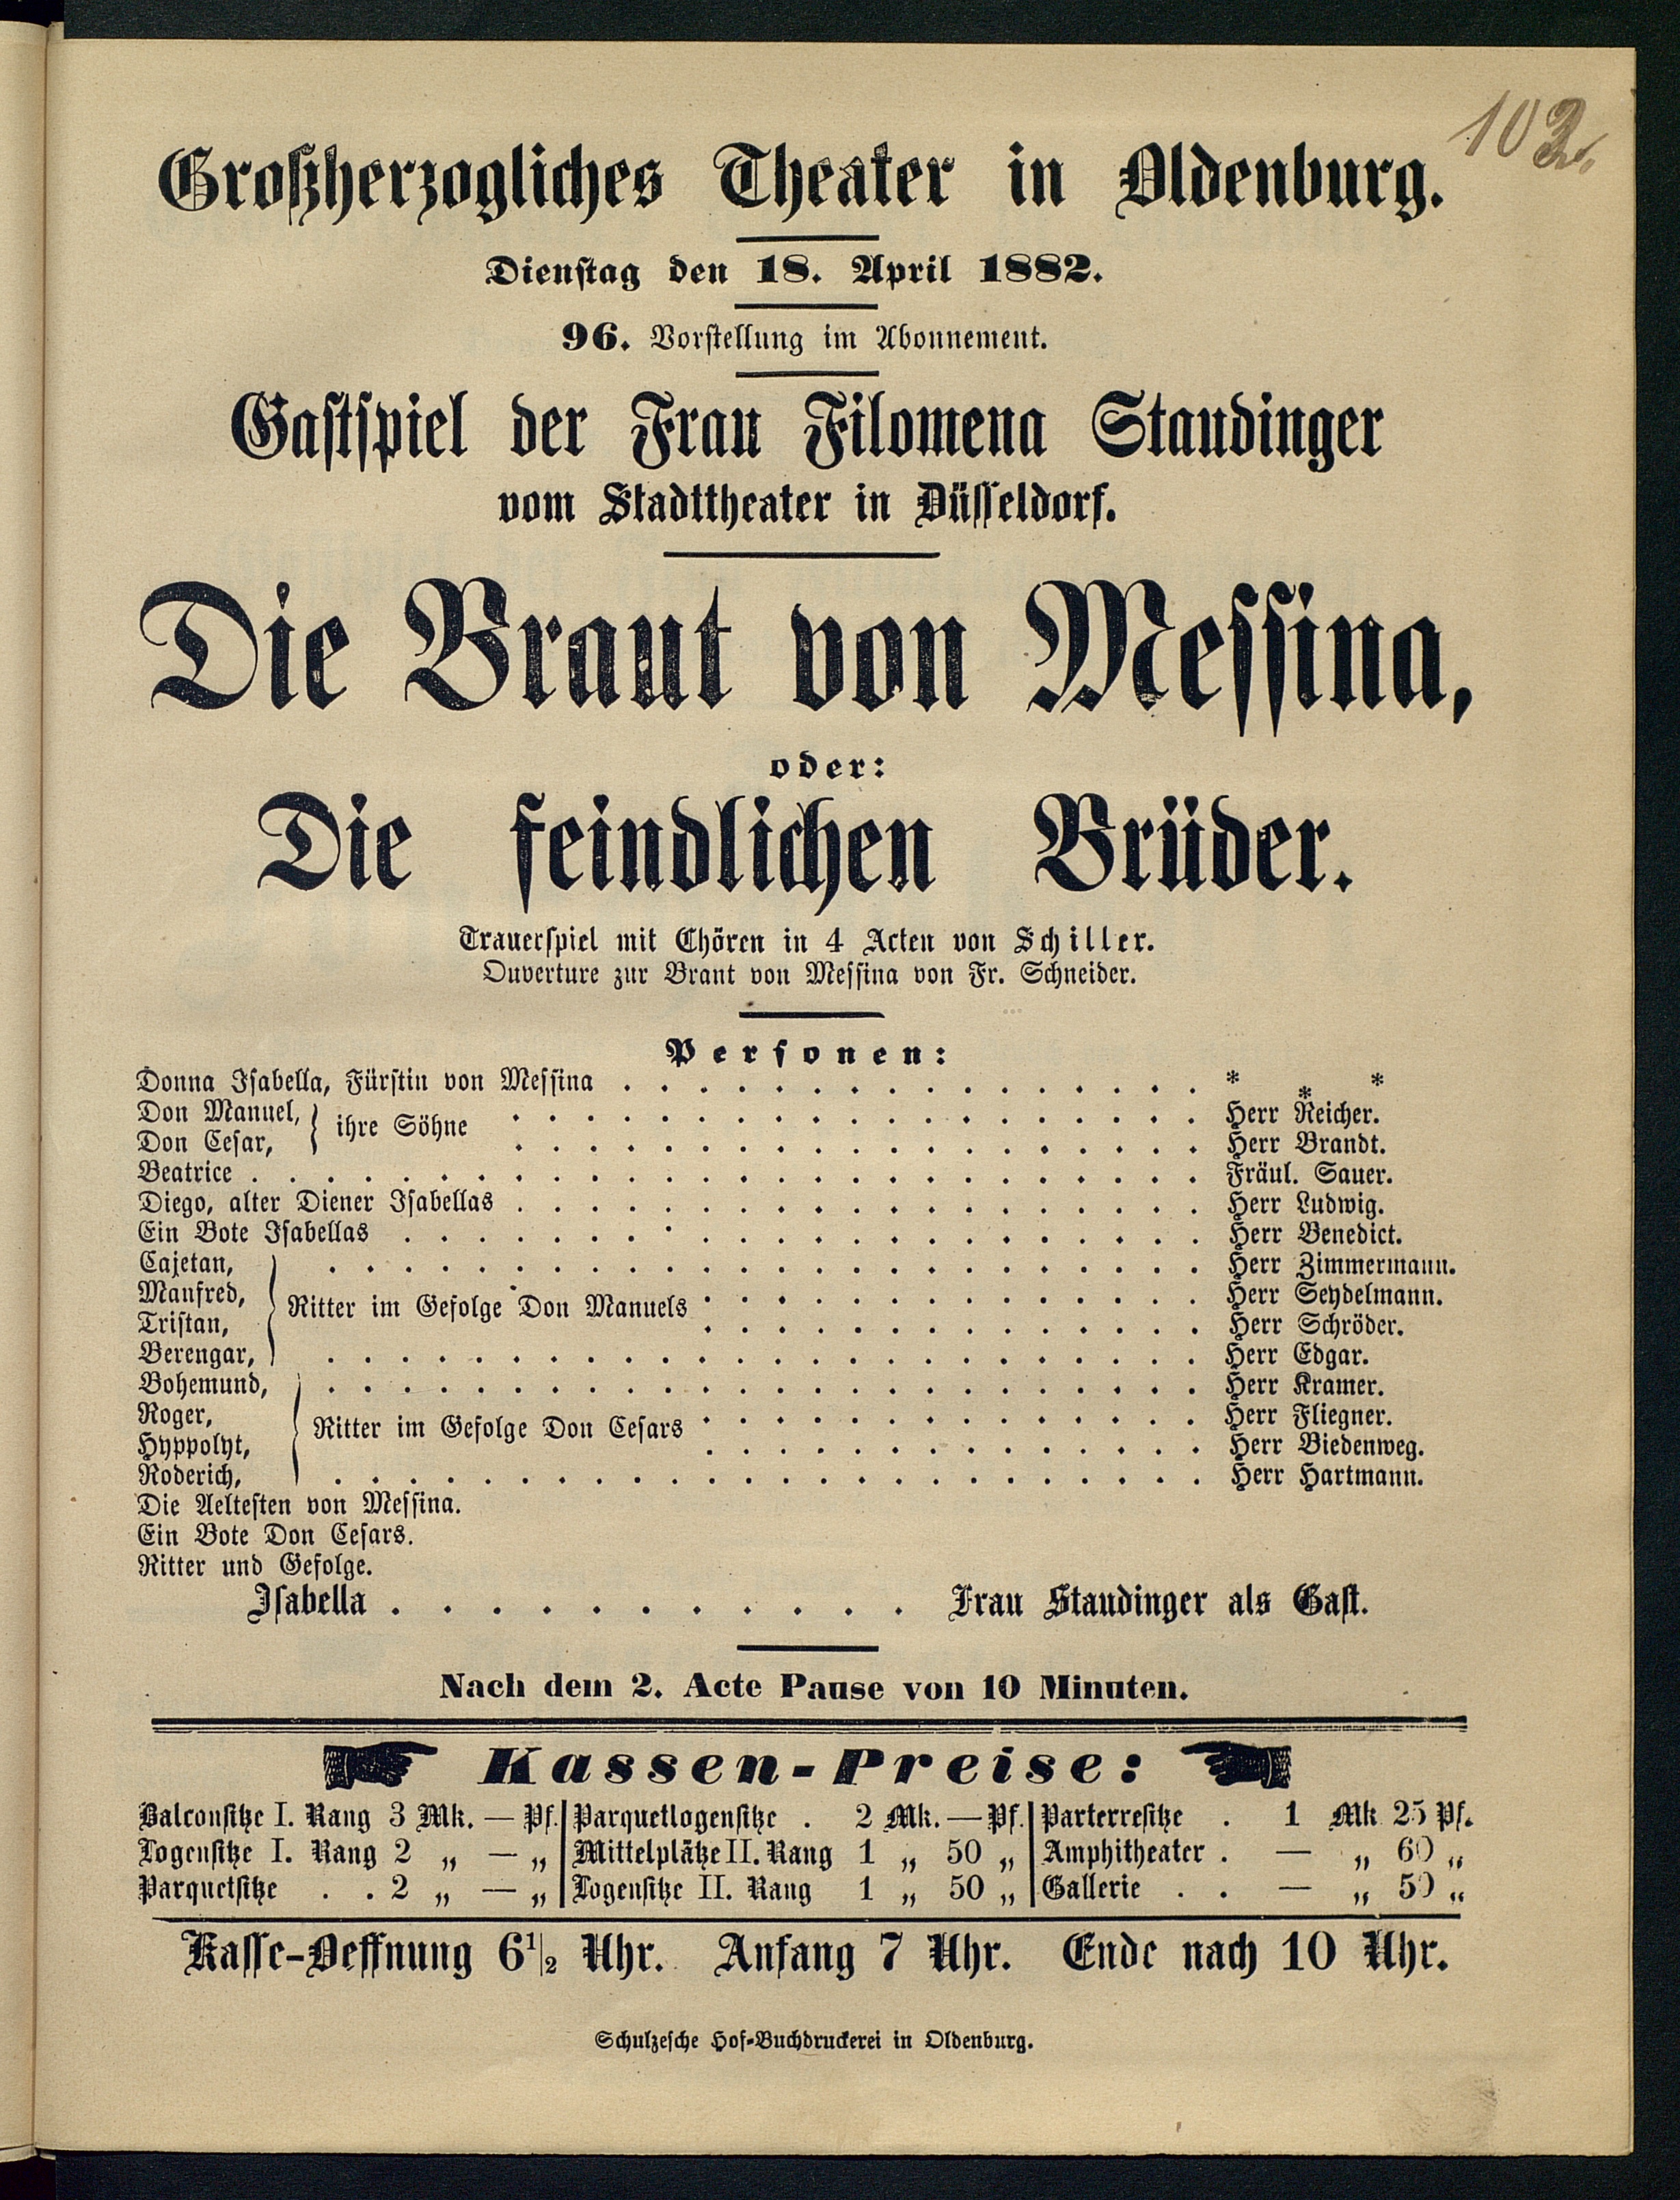 102.
Großherzogliches Theater in Oldenburg.
Dienstag den 18. April 1882.
96. Vorstellung im Abonnement.
Gastspiel der Frau Filomena Staudinger
vom Stadttheater in Düsseldorf.
Die Braut von Messina,
oder:
Die feindlichen Brüder.
Trauerspiel mit Chören in 4 Acten von Schiller.
Ouverture zur Braut von Messina von Fr. Schneider.
Personen:
Donna Isabella, Fürstin von Messina . . . . . . . . . . . . . . . . * * *
Don Manuel, } ihre Söhne . . . . . . . . . . . . . . . . . . . Herr Reicher.
Don Cesar, } . . . . . . . . . . . . . . . . . . . Herr Brandt.
Beatrice . . . . . . . . . . . . . . . . . . . . . . . . . . Fräul. Sauer.
Diego, alter Diener Isabellas . . . . . . . . . . . . . . . . . . . Herr Ludwig.
Ein Bote Isabellas . . . . . . . . . . . . . . . . . . . . . . Herr Benedict.
Cajetan, . . . . . . . . . . . . . . . . . . . . . . . . Herr Zimmermann.
Manfred, } Ritter im Gefolge Don Manuels . . . . . . . . . . . . . . Herr Seydelmann.
Tristan, . . . . . . . . . . . . . . Herr Schröder.
Berengar, . . . . . . . . . . . . . . . . . . . . . . . . Herr Edgar.
Bohemund, . . . . . . . . . . . . . . . . . . . . . . . . Herr Kramer.
Roger, } Ritter im Gefolge Don Cesars . . . . . . . . . . . . . . Herr Fliegner.
Hyppolyt, . . . . . . . . . . . . . . Herr Biedenweg.
Roderich, . . . . . . . . . . . . . . . . . . . . . . . . Herr Hartmann.
Die Aeltesten von Messina.
Ein Bote Don Cesars.
Ritter und Gefolge.
Isabella . . . . . . . . . . . . Frau Staudinger als Gast.
Nach dem 2. Acte Pause von 10 Minuten.
Kassen-Preise:
Balconsitze I. Rang 3 Mk. — Pf. | Parquetlogensitze . 2 Mk. — Pf. | Parterresitze . 1 Mk 25 Pf.
Logensitze I. Rang 2 „ — „ | Mittelplätze II. Rang 1 „ 50 „ | Amphitheater . — „ 60 „
Parquetsitze . . 2 „ — „ | Logensitze II. Rang 1 „ 50 „ | Gallerie . . — „ 50 „
Kasse-Oeffnung 6½ Uhr. Anfang 7 Uhr. Ende nach 10 Uhr.
Schulzesche Hof-Buchdruckerei in Oldenburg.